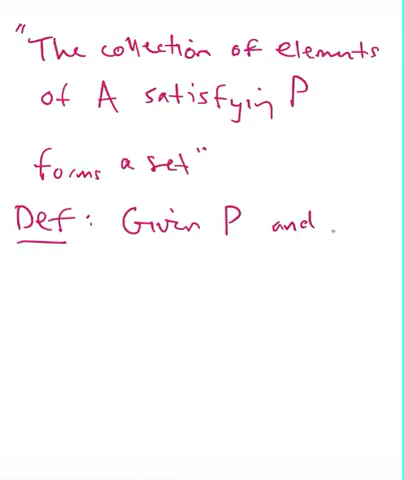 "The collection of elements
of A satisfying P
forms a set"
Def: Given P and